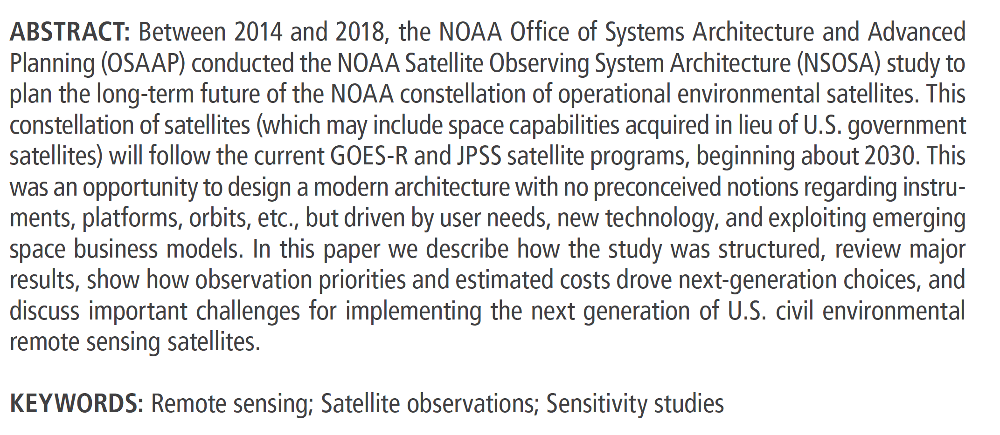 ABSTRACT: Between 2014 and 2018, the NOAA Office of Systems Architecture and Advanced
Planning (OSAAP) conducted the NOAA Satellite Observing System Architecture (NSOSA) study to
plan the long-term future of the NOAA constellation of operational environmental satellites. This
constellation of satellites (which may include space capabilities acquired in lieu of U.S. government
satellites) will follow the current GOES-R and JPSS satellite programs, beginning about 2030. This
was an opportunity to design a modern architecture with no preconceived notions regarding instru-
ments, platforms, orbits, etc., but driven by user needs, new technology, and exploiting emerging
space business models. In this paper we describe how the study was structured, review major
results, show how observation priorities and estimated costs drove next-generation choices, and
discuss important challenges for implementing the next generation of U.S. civil environmental
remote sensing satellites.
KEYWORDS: Remote sensing; Satellite observations; Sensitivity studies